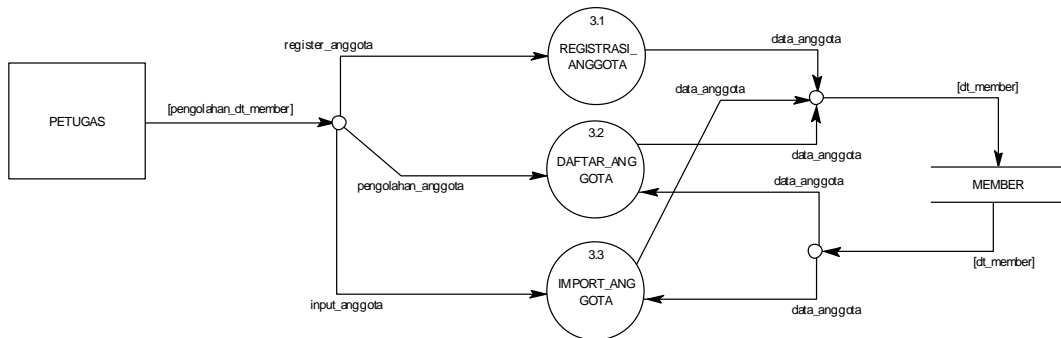 3.1
REGISTRASI_
ANGGOTA
register_anggota
data_anggota
PETUGAS
[pengolahan_dt_member]
data_anggota
[dt_member]
3.2
DAFTAR_ANG
GOTA
data_anggota
pengolahan_anggota
data_anggota
MEMBER
3.3
IMPORT_ANG
GOTA
[dt_member]
input_anggota
data_anggota